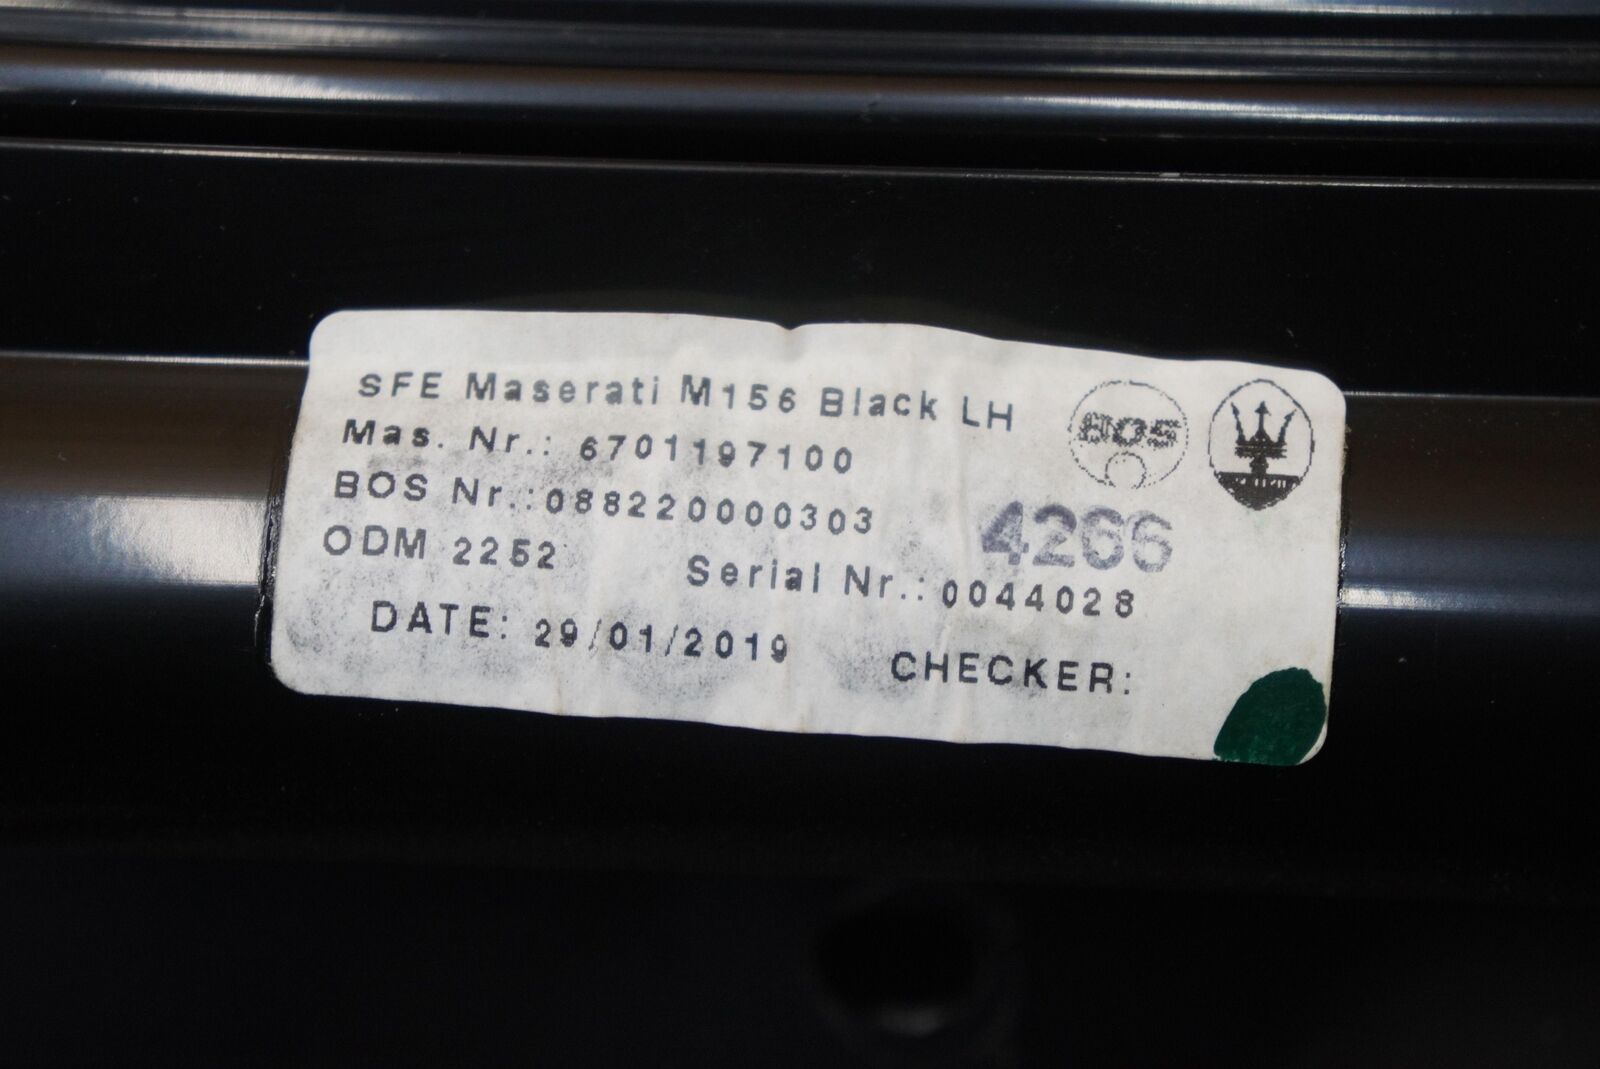 SFE Maserati M156 Black LH
BOS
Mas. Nr.: 6701197100
BOS Nr.:088220000303
4266
ODM 2252 Serial Nr.: 0044028
DATE: 29/01/2019 CHECKER: